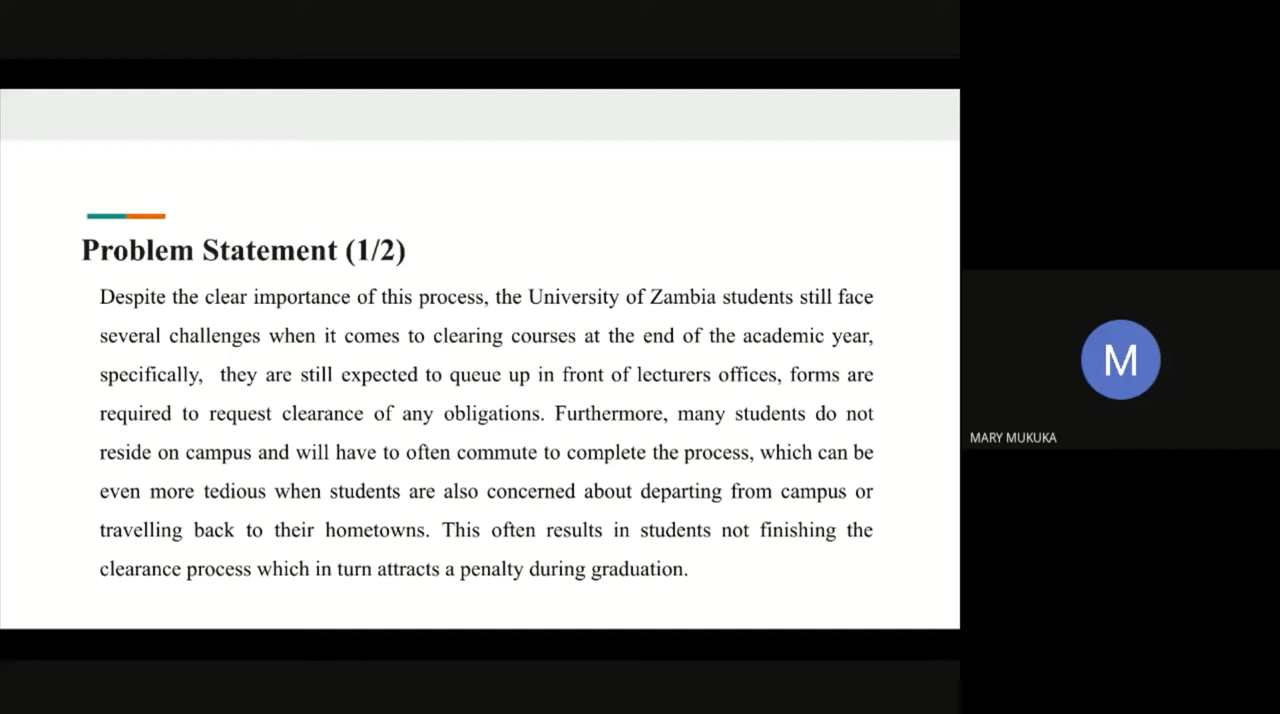 Problem Statement (1/2)
Despite the clear importance of this process, the University of Zambia students still face
several challenges when it comes to clearing courses at the end of the academic year,
specifically, they are still expected to queue up in front of lecturers offices, forms are
required to request clearance of any obligations. Furthermore, many students do not
reside on campus and will have to often commute to complete the process, which can be
even more tedious when students are also concerned about departing from campus or
travelling back to their hometowns. This often results in students not finishing the
clearance process which in turn attracts a penalty during graduation.
M
MARY MUKUKA